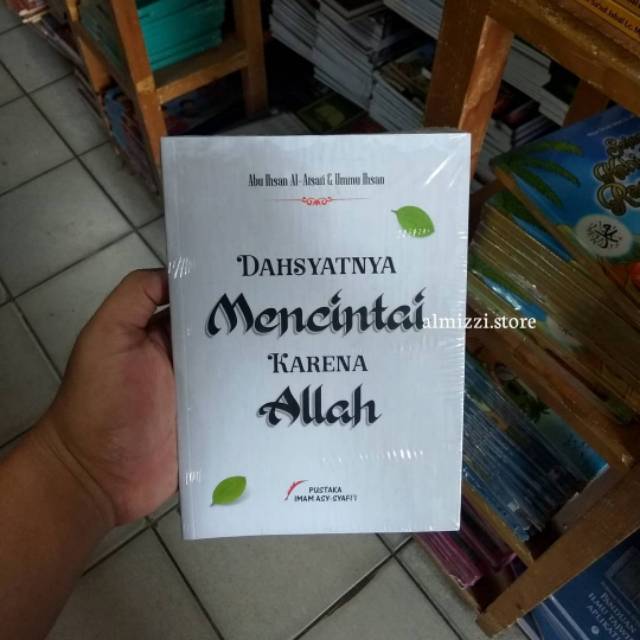 Abu Ihsan Al-Atsari & Ummu Ihsan
DAHSYATNYA
Mencintai
almizzi.store
KARENA
Allah
PUSTAKA
IMAM ASY-SYAFI'I